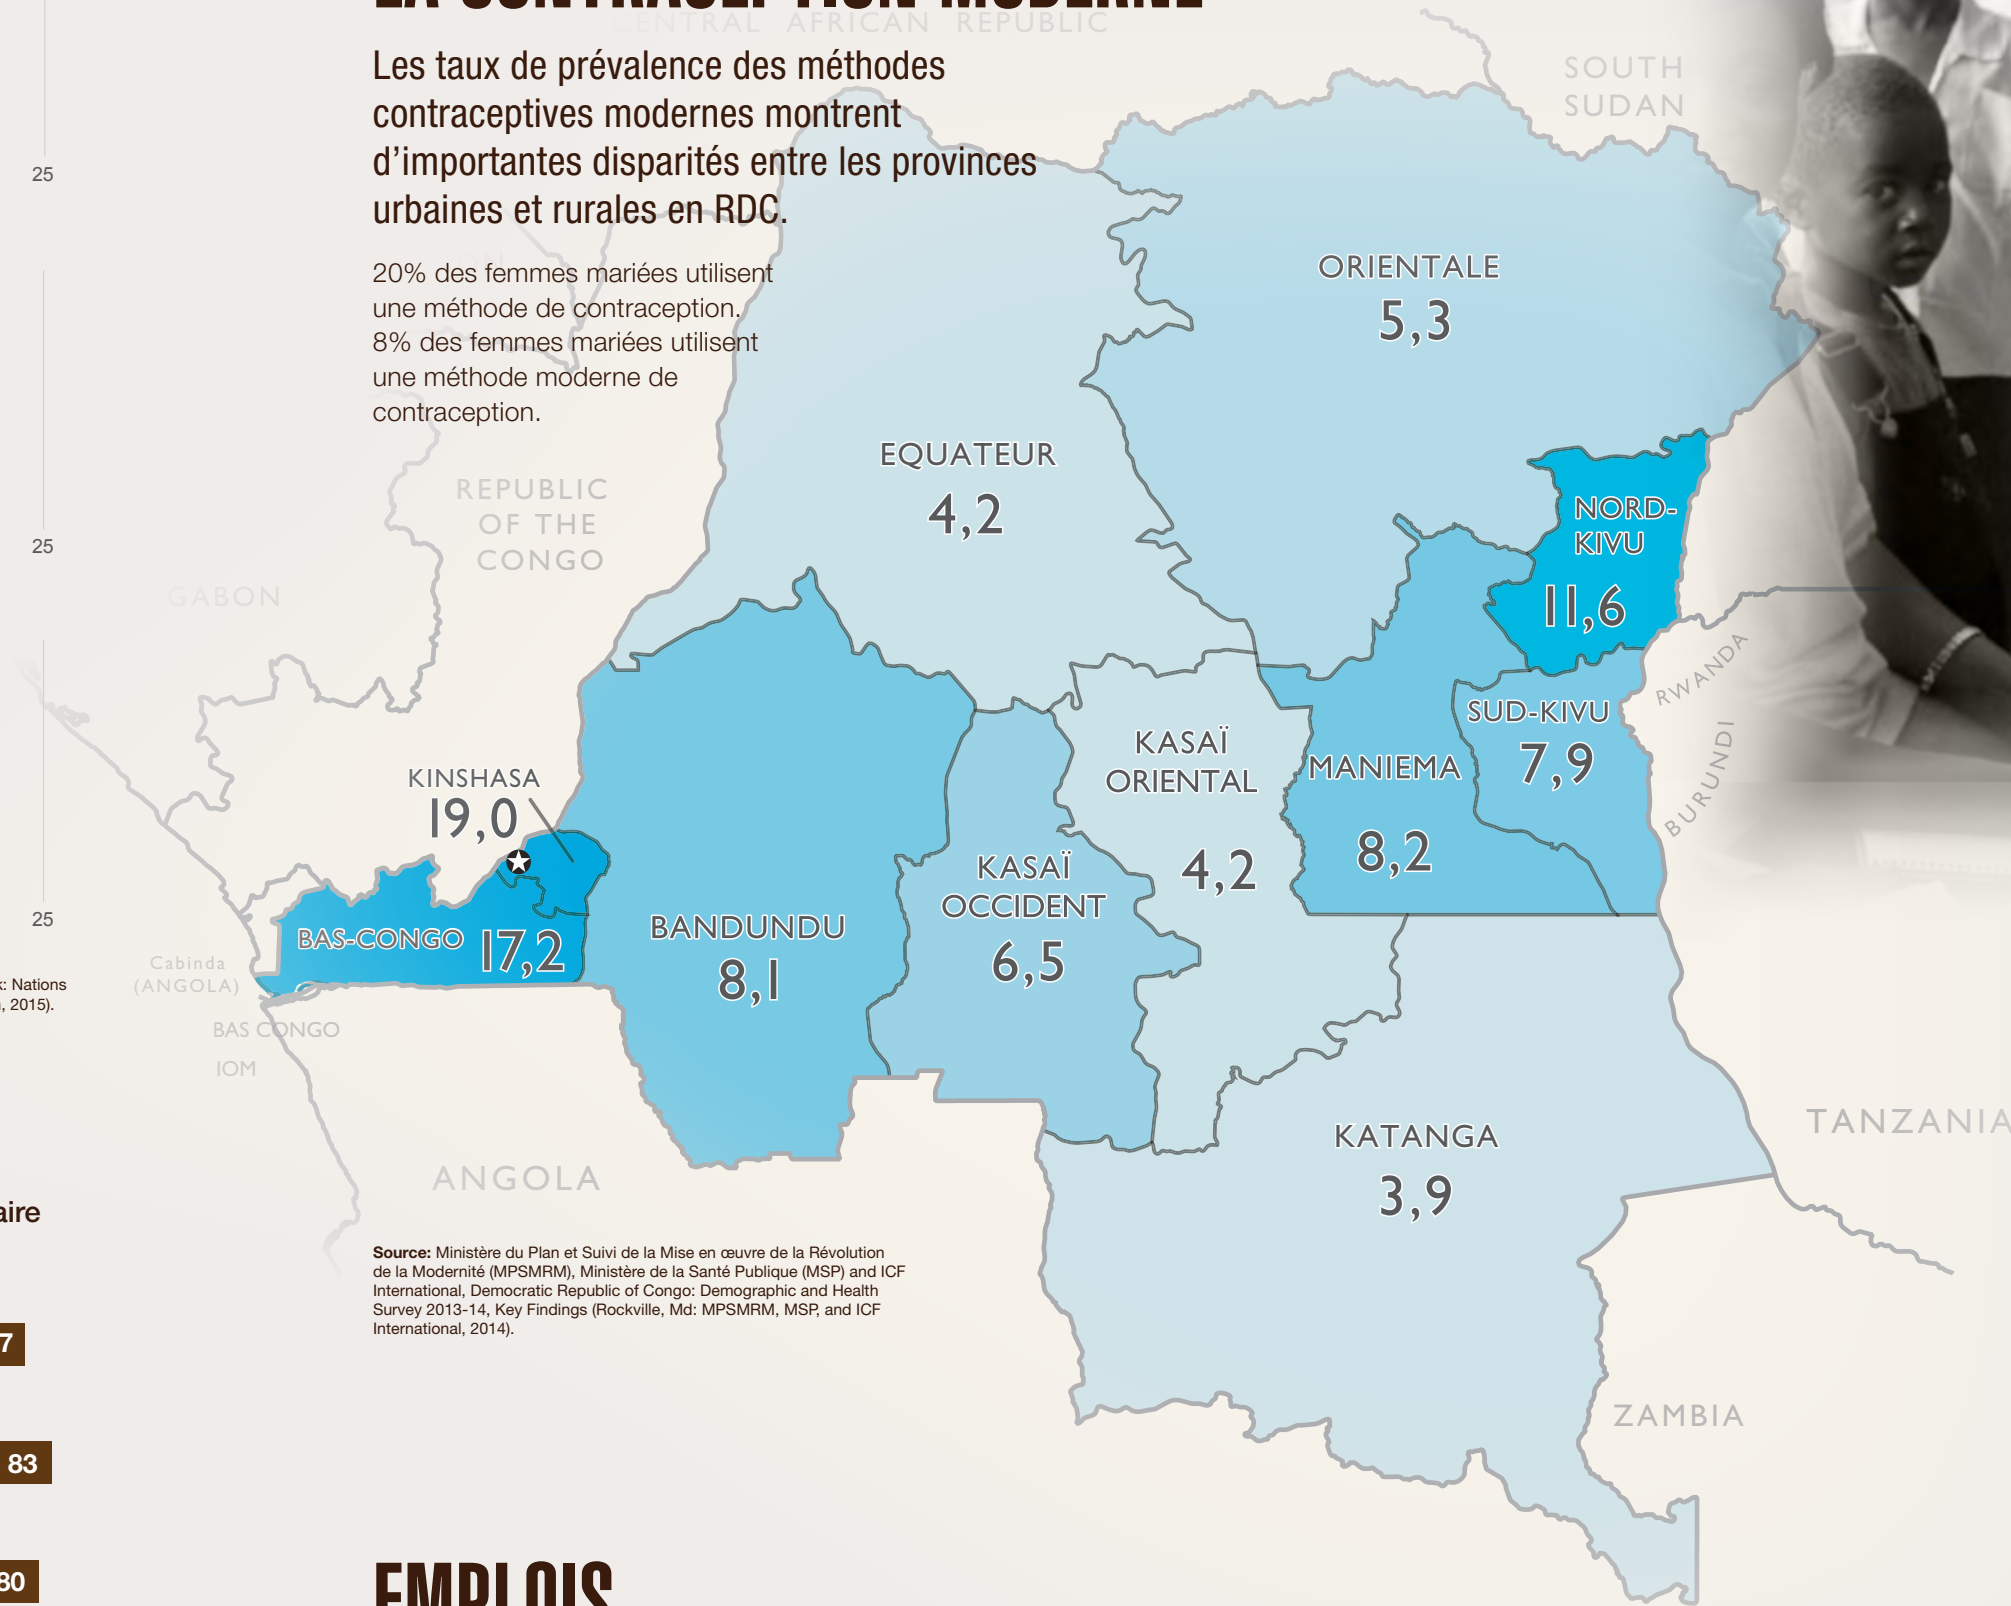 LA CONTRACEPTION MODERNE
CENTRAL AFRICAN REPUBLIC
Les taux de prévalence des méthodes
contraceptives modernes montrent
d’importantes disparités entre les provinces
urbaines et rurales en RDC.
20% des femmes mariées utilisent
une méthode de contraception.
8% des femmes mariées utilisent
une méthode moderne de
contraception.
SOUTH
SUDAN
25
25
25
ORIENTALE
5,3
EQUATEUR
4,2
NORD-
KIVU
11,6
REPUBLIC
OF THE
CONGO
GABON
RWANDA
BURUNDI
SUD-KIVU
7,9
MANIEMA
8,2
KASAÏ
ORIENTAL
4,2
KINSHASA
19,0
KASAÏ
OCCIDENT
6,5
BANDUNDU
8,1
BAS-CONGO 17,2
Cabinda
(ANGOLA)
BAS CONGO
IOM
: Nations
, 2015).
ANGOLA
KATANGA
3,9
TANZANIA
ZAMBIA
aire
7
83
80
Source: Ministère du Plan et Suivi de la Mise en œuvre de la Révolution
de la Modernité (MPSMRM), Ministère de la Santé Publique (MSP) and ICF
International, Democratic Republic of Congo: Demographic and Health
Survey 2013-14, Key Findings (Rockville, Md: MPSMRM, MSP, and ICF
International, 2014).
EMPLOIS